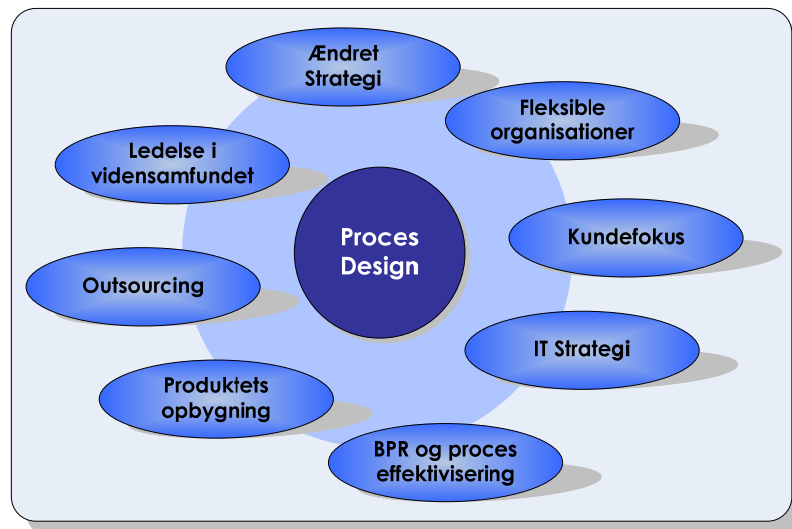 Ændret
Strategi
Fleksible
organisationer
Ledelse i
vidensamfundet
Proces
Design
Kundefokus
Outsourcing
IT Strategi
Produktets
opbygning
BPR og proces
effektivisering